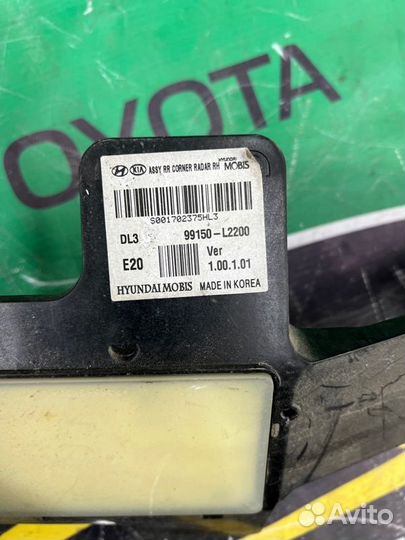 TOYOTA
HYUNDAI
KIA ASSY RR CORNER RADAR RH MOBIS
S001702375HL3
DL3 99150-L2200
E20 Ver
1.00.1.01
HYUNDAI MOBIS MADE IN KOREA
Avito